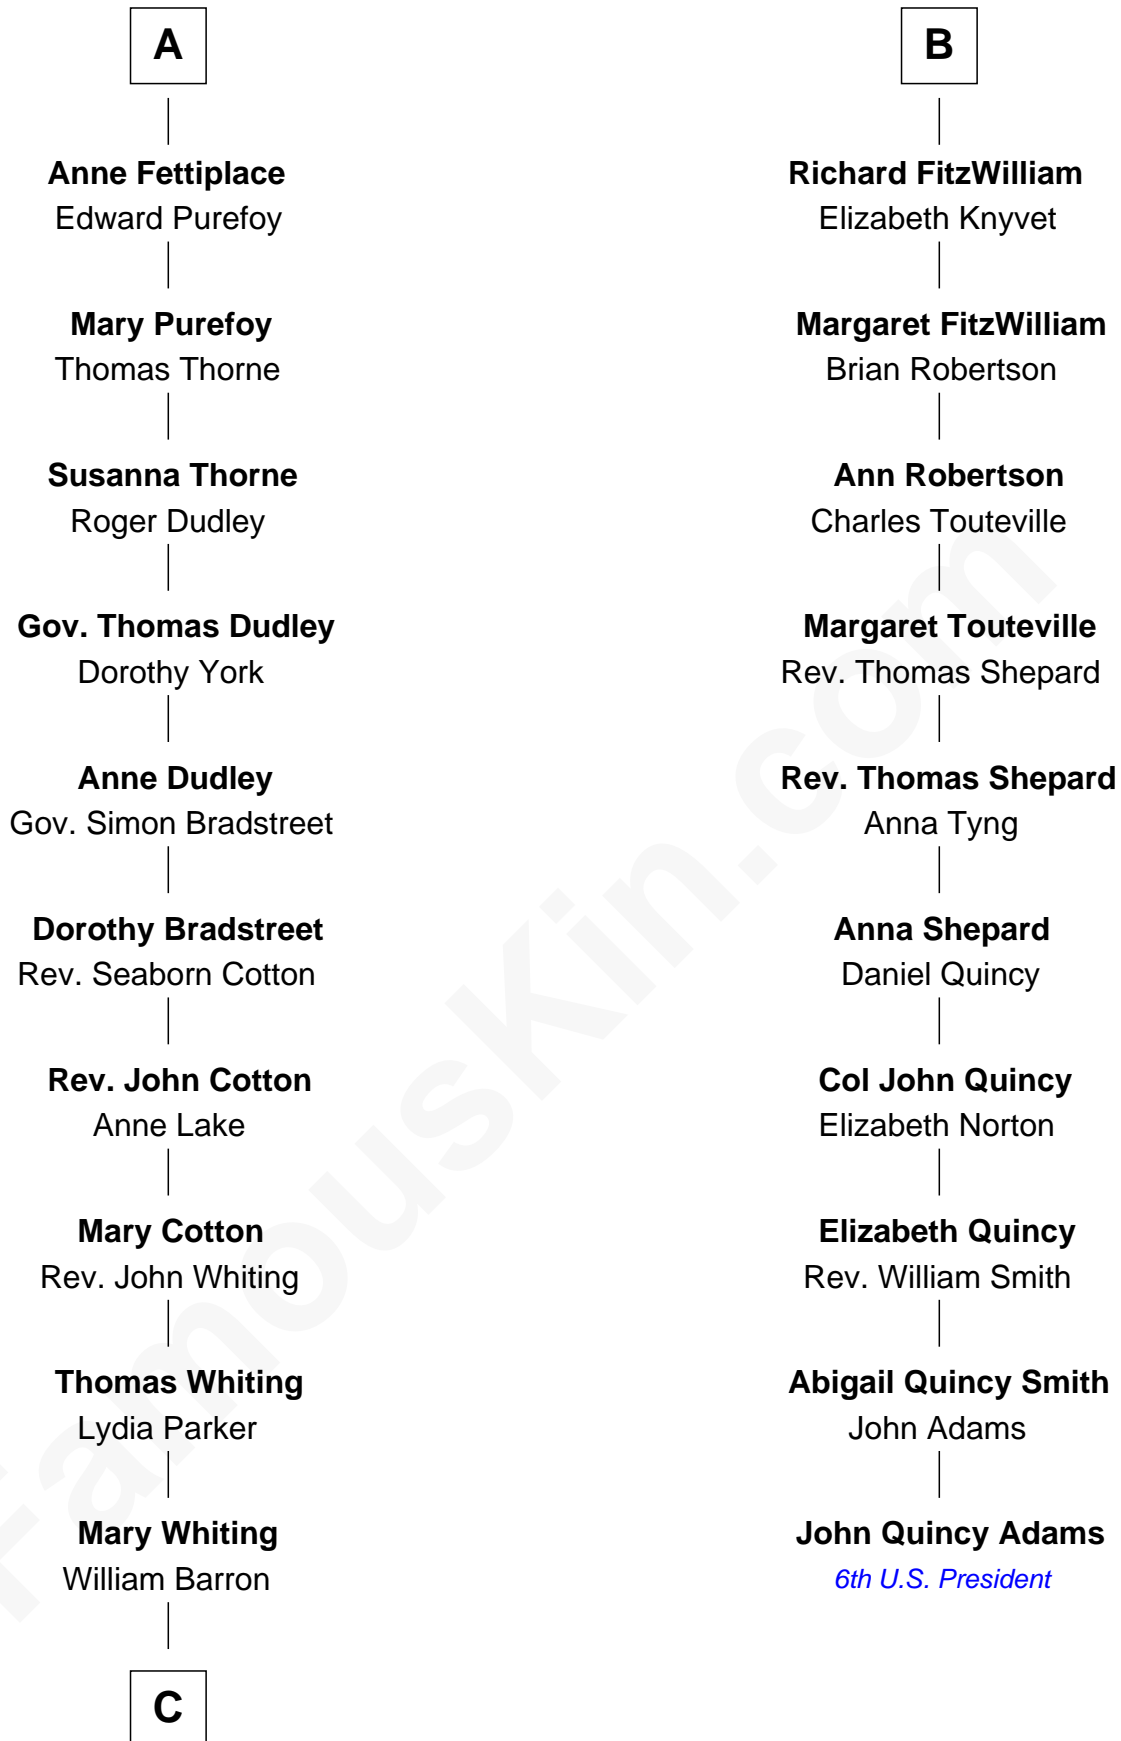 A
Anne Fettiplace
Edward Purefoy
Mary Purefoy
Thomas Thorne
Susanna Thorne
Roger Dudley
Gov. Thomas Dudley
Dorothy York
Anne Dudley
Gov. Simon Bradstreet
Dorothy Bradstreet
Rev. Seaborn Cotton
Rev. John Cotton
Anne Lake
Mary Cotton
Rev. John Whiting
Thomas Whiting
Lydia Parker
Mary Whiting
William Barron
C
B
Richard FitzWilliam
Elizabeth Knyvet
Margaret FitzWilliam
Brian Robertson
Ann Robertson
Charles Touteville
Margaret Touteville
Rev. Thomas Shepard
Rev. Thomas Shepard
Anna Tyng
Anna Shepard
Daniel Quincy
Col John Quincy
Elizabeth Norton
Elizabeth Quincy
Rev. William Smith
Abigail Quincy Smith
John Adams
John Quincy Adams
6th U.S. President
FamousKin.com